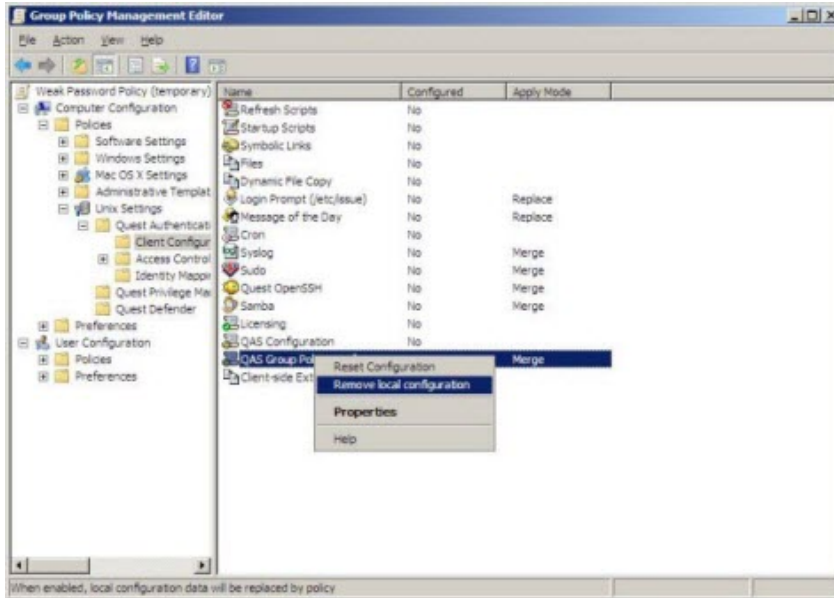 Group Policy Management Editor
File Action View Help
Weak Password Policy (temporary)
Computer Configuration
Policies
Software Settings
Windows Settings
Mac OS X Settings
Administrative Templat
Unix Settings
Quest Authenticati
Client Configur
Access Control
Identity Mappi
Quest Privilege Ma
Quest Defender
Preferences
User Configuration
Policies
Preferences
Name Configured Apply Mode
Refresh Scripts No
Startup Scripts No
Symbolic Links No
Files No
Dynamic File Copy No
Login Prompt (/etc/issue) No Replace
Message of the Day No Replace
Cron No
Syslog No Merge
Sudo No Merge
Quest OpenSSH No Merge
Samba No Merge
Licensing No
QAS Configuration No
QAS Group Pol Merge
Client-side Ext
Reset Configuration
Remove local configuration
Properties
Help
When enabled, local configuration data will be replaced by policy